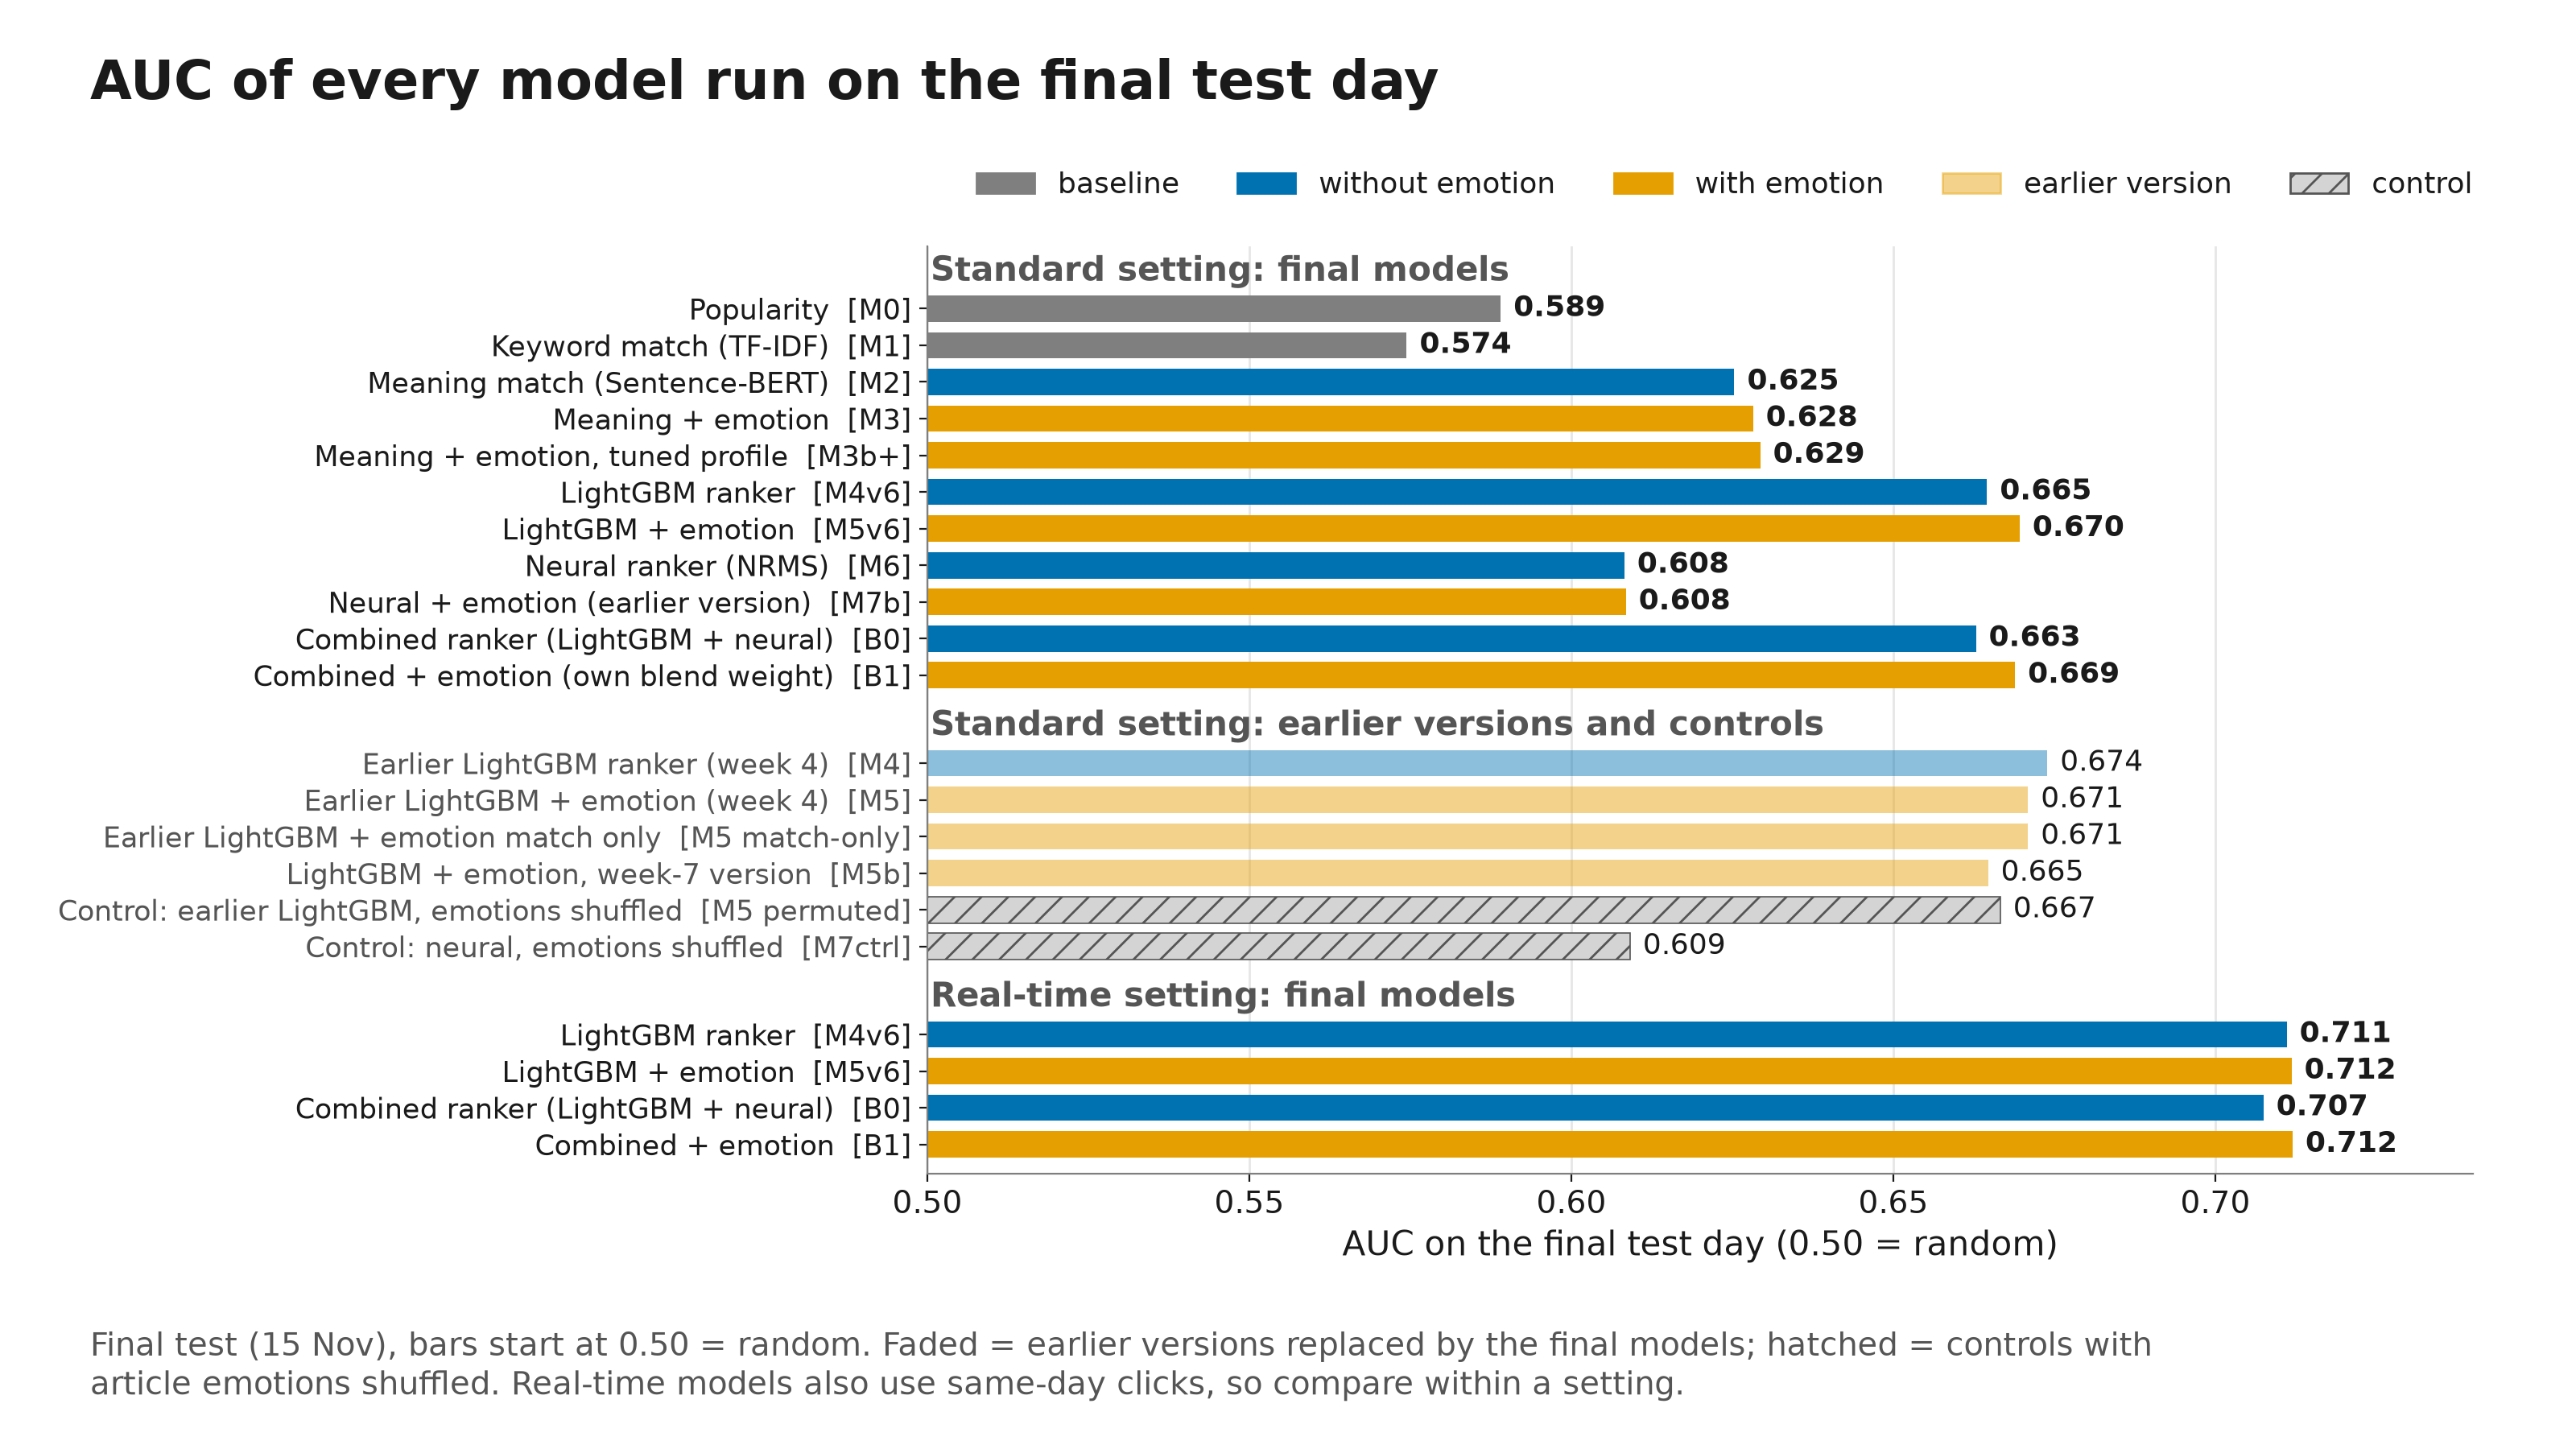 AUC of every model run on the final test day
baseline without emotion with emotion earlier version control
Standard setting: final models
Popularity [M0] 0.589
Keyword match (TF-IDF) [M1] 0.574
Meaning match (Sentence-BERT) [M2] 0.625
Meaning + emotion [M3] 0.628
Meaning + emotion, tuned profile [M3b+] 0.629
LightGBM ranker [M4v6] 0.665
LightGBM + emotion [M5v6] 0.670
Neural ranker (NRMS) [M6] 0.608
Neural + emotion (earlier version) [M7b] 0.608
Combined ranker (LightGBM + neural) [B0] 0.663
Combined + emotion (own blend weight) [B1] 0.669
Standard setting: earlier versions and controls
Earlier LightGBM ranker (week 4) [M4] 0.674
Earlier LightGBM + emotion (week 4) [M5] 0.671
Earlier LightGBM + emotion match only [M5 match-only] 0.671
LightGBM + emotion, week-7 version [M5b] 0.665
Control: earlier LightGBM, emotions shuffled [M5 permuted] 0.667
Control: neural, emotions shuffled [M7ctrl] 0.609
Real-time setting: final models
LightGBM ranker [M4v6] 0.711
LightGBM + emotion [M5v6] 0.712
Combined ranker (LightGBM + neural) [B0] 0.707
Combined + emotion [B1] 0.712
0.50 0.55 0.60 0.65 0.70
AUC on the final test day (0.50 = random)
Final test (15 Nov), bars start at 0.50 = random. Faded = earlier versions replaced by the final models; hatched = controls with
article emotions shuffled. Real-time models also use same-day clicks, so compare within a setting.